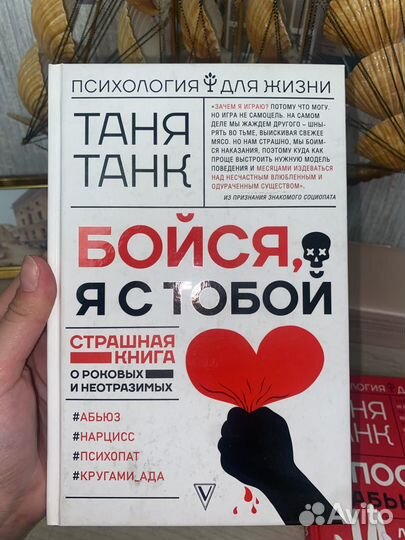 ПСИХОЛОГИЯ ДЛЯ ЖИЗНИ
ТАНЯ
ТАНК
«ЗАЧЕМ Я ИГРАЮ? ПОТОМУ ЧТО МОГУ.
НО ИГРА НЕ САМОЦЕЛЬ. НА САМОМ
ДЕЛЕ МЫ ЖАЖДЕМ ДРУГОГО – ШНЫ-
РЯТЬ ВО ТЬМЕ, ВЫИСКИВАЯ СВЕЖЕЕ
МЯСО. НО НАМ СТРАШНО, МЫ БОИМ-
СЯ НАКАЗАНИЯ, ПОЭТОМУ КУДА КАК
ПРОЩЕ ВЫСТРОИТЬ НУЖНУЮ МОДЕЛЬ
ПОВЕДЕНИЯ И МЕСЯЦАМИ ИЗДЕВАТЬСЯ
НАД НЕСЧАСТНЫМ ВЛЮБЛЕННЫМ И
ОДУРАЧЕННЫМ СУЩЕСТВОМ».
ИЗ ПРИЗНАНИЯ ЗНАКОМОГО СОЦИОПАТА
БОЙСЯ,
Я С ТОБОЙ
СТРАШНАЯ
КНИГА
О РОКОВЫХ
И НЕОТРАЗИМЫХ
#АБЬЮЗ
#НАРЦИСС
#ПСИХОПАТ
#КРУГАМИ_АДА
ТАНЯ
ТАНК
Avito